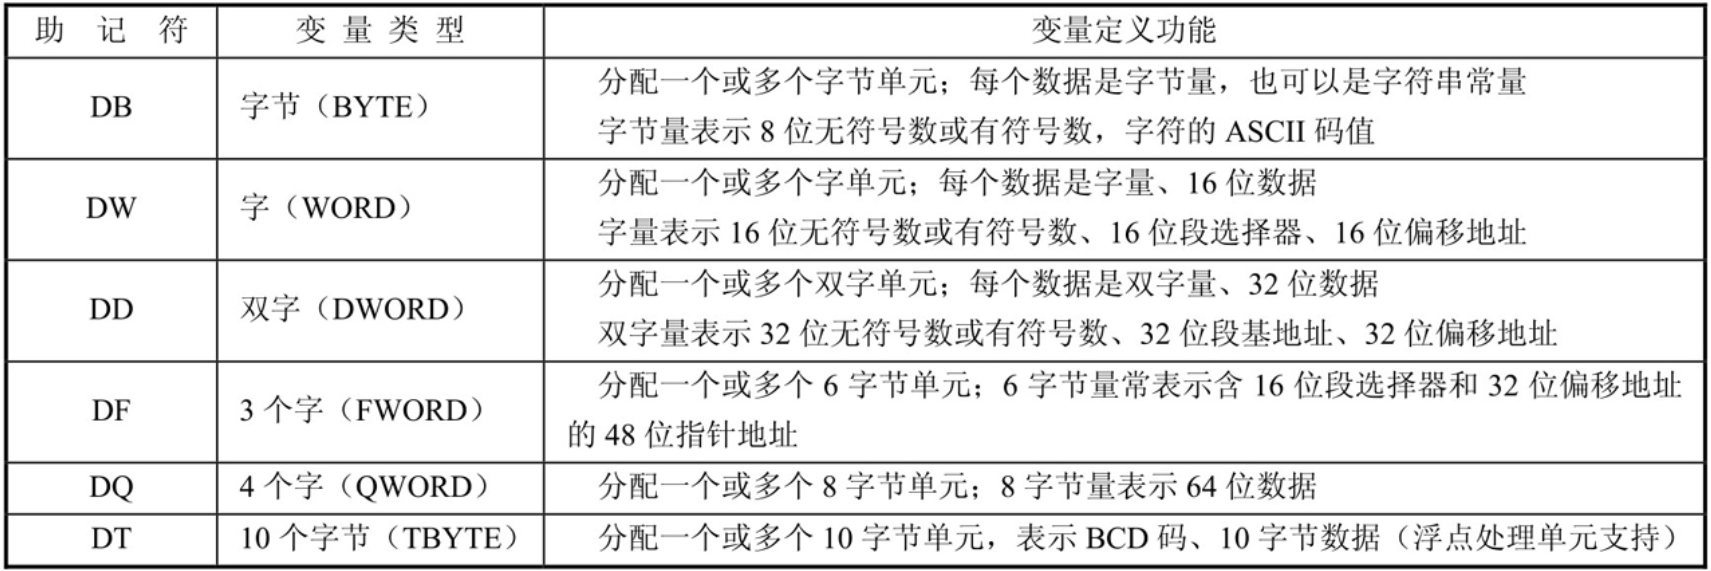 助 记 符 变 量 类 型 变量定义功能
DB 字节（BYTE） 分配一个或多个字节单元；每个数据是字节量，也可以是字符串常量
字节量表示 8 位无符号数或有符号数，字符的 ASCII 码值
DW 字（WORD） 分配一个或多个字单元；每个数据是字量、16 位数据
字量表示 16 位无符号数或有符号数、16 位段选择器、16 位偏移地址
DD 双字（DWORD） 分配一个或多个双字单元；每个数据是双字量、32 位数据
双字量表示 32 位无符号数或有符号数、32 位段基地址、32 位偏移地址
DF 3 个字（FWORD） 分配一个或多个 6 字节单元；6 字节量常表示含 16 位段选择器和 32 位偏移地址
的 48 位指针地址
DQ 4 个字（QWORD） 分配一个或多个 8 字节单元；8 字节量表示 64 位数据
DT 10 个字节（TBYTE） 分配一个或多个 10 字节单元，表示 BCD 码、10 字节数据（浮点处理单元支持）